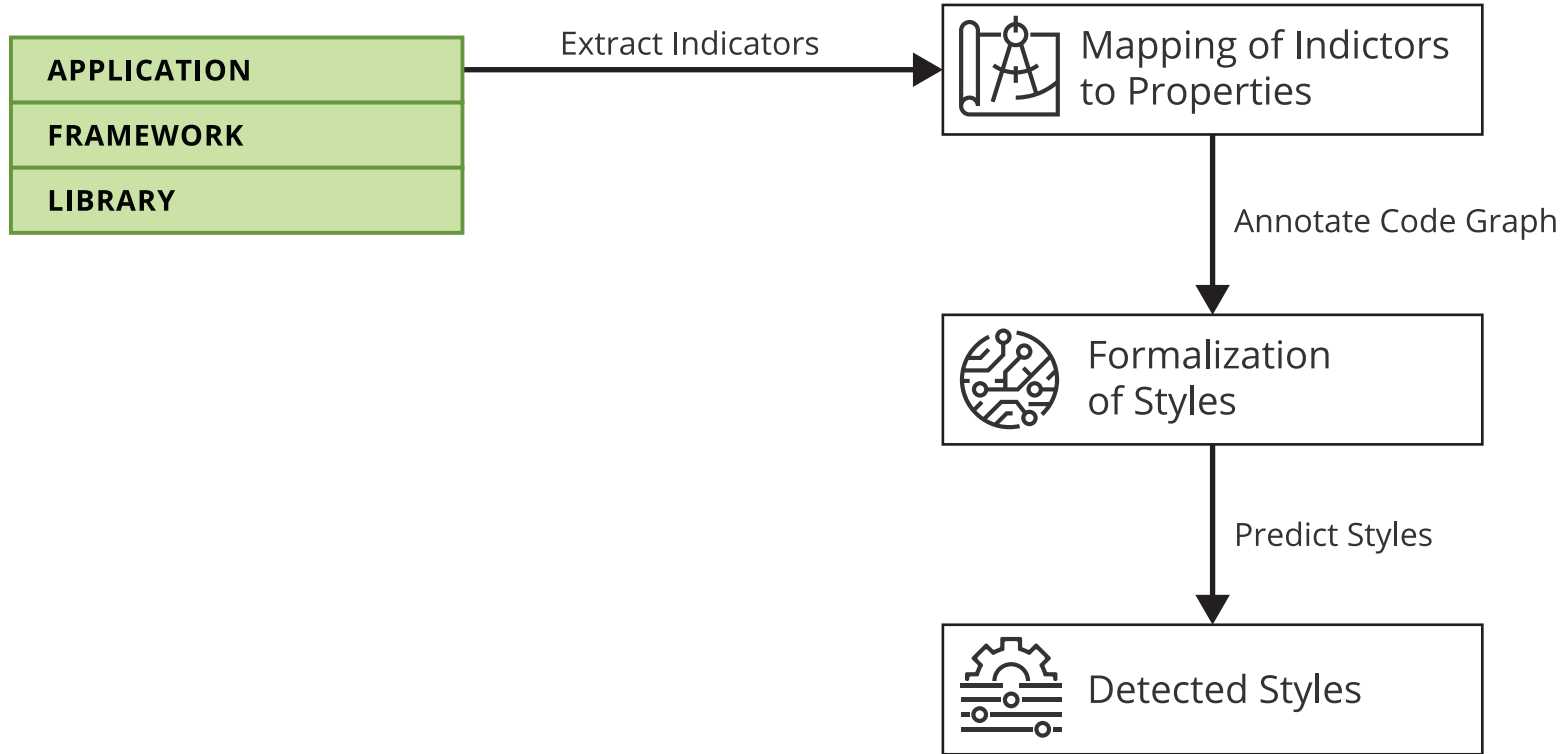 APPLICATION
FRAMEWORK
LIBRARY
Extract Indicators
Mapping of Indictors
to Properties
Annotate Code Graph
Formalization
of Styles
Predict Styles
Detected Styles